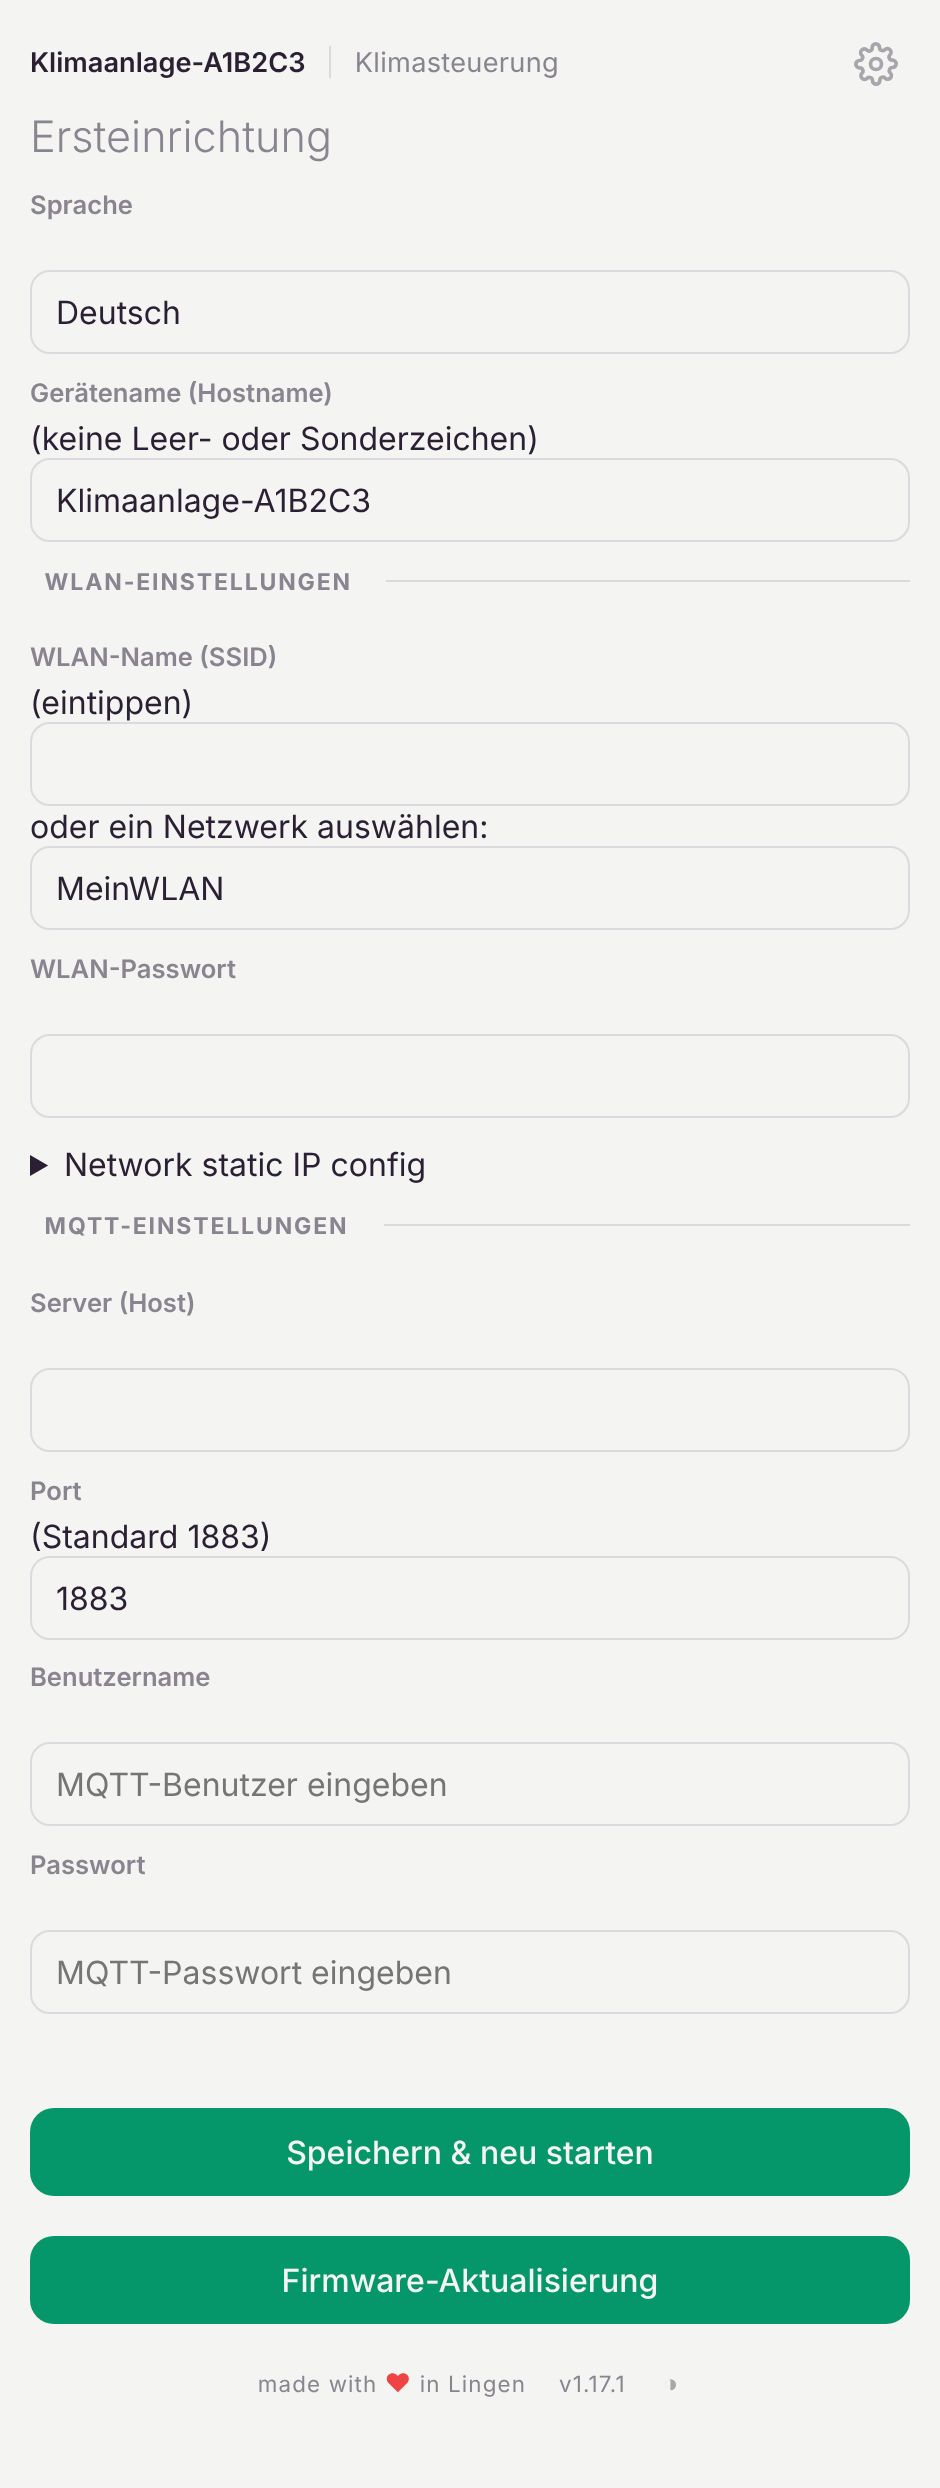 Klimaanlage-A1B2C3 Klimasteuerung
Ersteinrichtung
Sprache
Deutsch
Gerätename (Hostname)
(keine Leer- oder Sonderzeichen)
Klimaanlage-A1B2C3
WLAN-EINSTELLUNGEN
WLAN-Name (SSID)
(eintippen)
oder ein Netzwerk auswählen:
MeinWLAN
WLAN-Passwort
Network static IP config
MQTT-EINSTELLUNGEN
Server (Host)
Port
(Standard 1883)
1883
Benutzername
MQTT-Benutzer eingeben
Passwort
MQTT-Passwort eingeben
Speichern & neu starten
Firmware-Aktualisierung
made with ❤ in Lingen v1.17.1